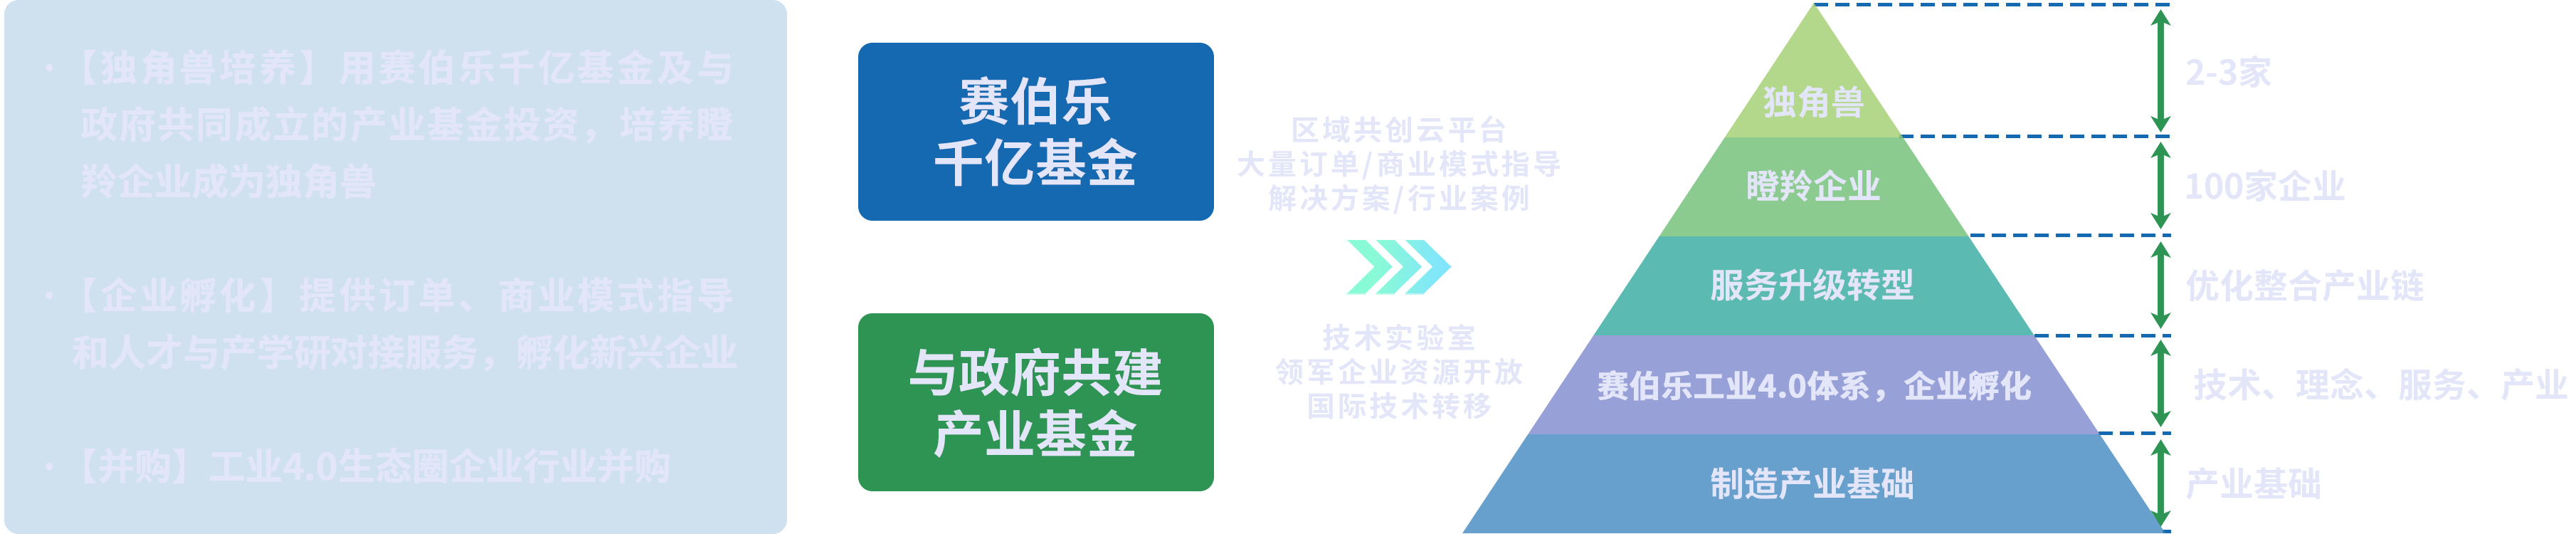 ·【独角兽培养】用赛伯乐千亿基金及与
政府共同成立的产业基金投资，培养瞪
羚企业成为独角兽
·【企业孵化】提供订单、商业模式指导
和人才与产学研对接服务，孵化新兴企业
·【并购】工业4.0生态圈企业行业并购
赛伯乐
千亿基金
与政府共建
产业基金
区域共创云平台
大量订单/商业模式指导
解决方案/行业案例
技术实验室
领军企业资源开放
国际技术转移
独角兽
瞪羚企业
服务升级转型
赛伯乐工业4.0体系，企业孵化
制造产业基础
2-3家
100家企业
优化整合产业链
技术、理念、服务、产业
产业基础